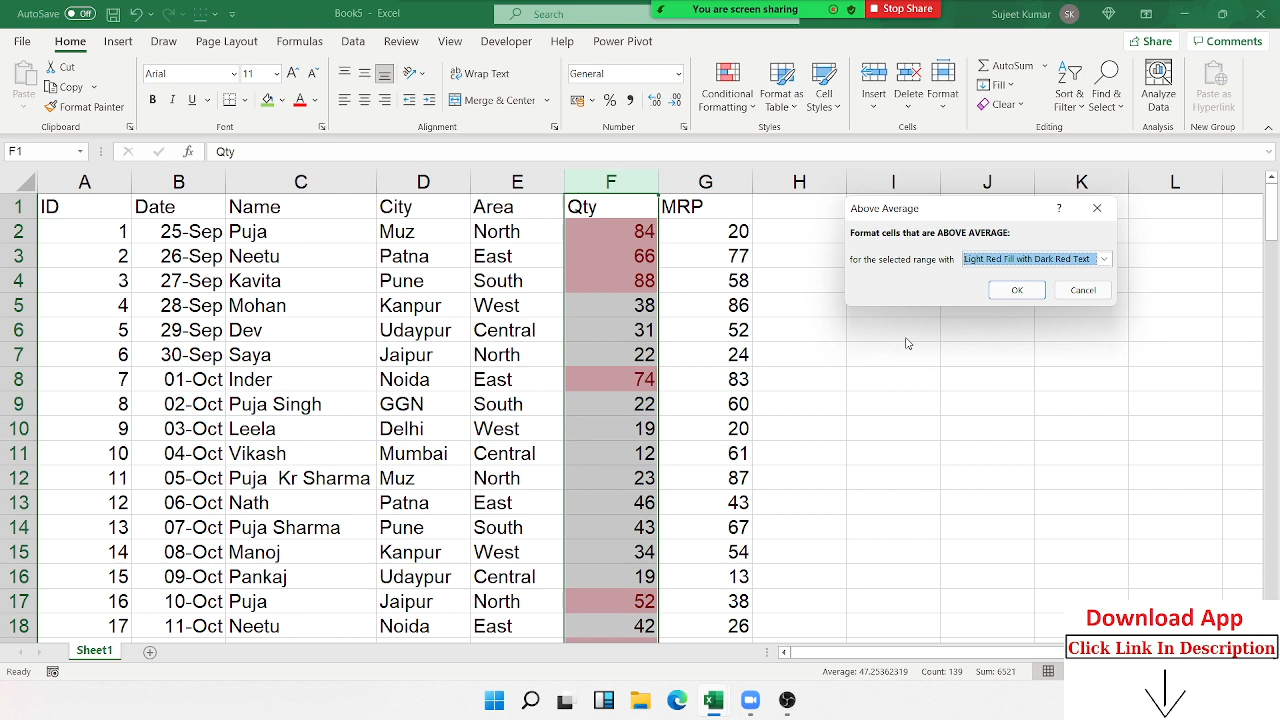 AutoSave Off
Book5 - Excel
Search
You are screen sharing
Stop Share
Sujeet Kumar
SK
File Home Insert Draw Page Layout Formulas Data Review View Developer Help Power Pivot
Share
Comments
Paste
Cut
Copy
Format Painter
Clipboard
Arial 11
B I U
Font
Wrap Text
Merge & Center
Alignment
General
Number
Conditional Formatting
Format as Table
Cell Styles
Styles
Insert Delete Format
Cells
AutoSum
Fill
Clear
Sort & Filter
Find & Select
Editing
Analyze Data
Analysis
Paste as Hyperlink
New Group
F1
fx
Qty
A B C D E F G H I J K L
1 ID Date Name City Area Qty MRP
2 1 25-Sep Puja Muz North 84 20
3 2 26-Sep Neetu Patna East 66 77
4 3 27-Sep Kavita Pune South 88 58
5 4 28-Sep Mohan Kanpur West 38 86
6 5 29-Sep Dev Udaypur Central 31 52
7 6 30-Sep Saya Jaipur North 22 24
8 7 01-Oct Inder Noida East 74 83
9 8 02-Oct Puja Singh GGN South 22 60
10 9 03-Oct Leela Delhi West 19 20
11 10 04-Oct Vikash Mumbai Central 12 61
12 11 05-Oct Puja Kr Sharma Muz North 23 87
13 12 06-Oct Nath Patna East 46 43
14 13 07-Oct Puja Sharma Pune South 43 67
15 14 08-Oct Manoj Kanpur West 34 54
16 15 09-Oct Pankaj Udaypur Central 19 13
17 16 10-Oct Puja Jaipur North 52 38
18 17 11-Oct Neetu Noida East 42 26
Above Average
?
Format cells that are ABOVE AVERAGE:
for the selected range with Light Red Fill with Dark Red Text
OK Cancel
Sheet1
Ready
Average: 47.25362319 Count: 139 Sum: 6521
Download App
Click Link In Description